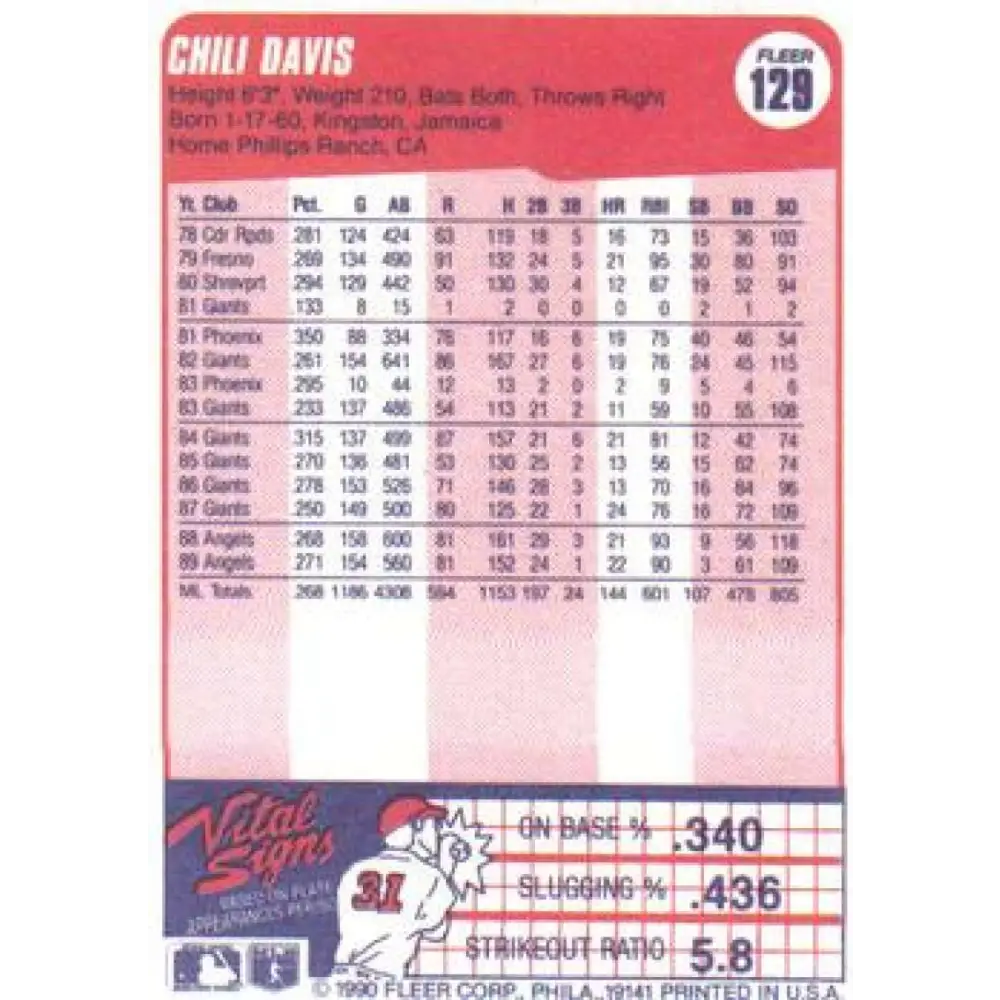 CHILI DAVIS
FLEER
129
Height 6'3", Weight 210, Bats Both, Throws Right
Born 1-17-60, Kingston, Jamaica
Home Phillips Ranch, CA
Yr. Club Pct. G AB R H 2B 3B HR RBI SB BB SO
78 Cdr Rpds .281 124 424 63 119 18 5 16 73 15 36 103
79 Fresno .269 134 490 91 132 24 5 21 95 30 80 91
80 Shrevprt .294 129 442 50 130 30 4 12 67 19 52 94
81 Giants .133 8 15 1 2 0 0 0 0 2 1 2
81 Phoenix .350 88 334 76 117 16 6 19 75 40 46 54
82 Giants .261 154 641 86 167 27 6 19 76 24 45 115
83 Phoenix .295 10 44 12 13 2 0 2 9 5 4 6
83 Giants .233 137 486 54 113 21 2 11 59 10 55 108
84 Giants .315 137 499 87 157 21 6 21 81 12 42 74
85 Giants .270 136 481 53 130 25 2 13 56 15 62 74
86 Giants .278 153 526 71 146 28 3 13 70 16 84 96
87 Giants .250 149 500 80 125 22 1 24 76 16 72 109
88 Angels .268 158 600 81 161 29 3 21 93 9 56 118
89 Angels .271 154 560 81 152 24 1 22 90 3 61 109
ML Totals .268 1186 4308 594 1153 197 24 144 601 107 478 805
Vital Signs
BASED ON PLATE
APPEARANCES PER
31
ON BASE % .340
SLUGGING % .436
STRIKEOUT RATIO 5.8
© 1990 FLEER CORP., PHILA., 19141 PRINTED IN U.S.A.